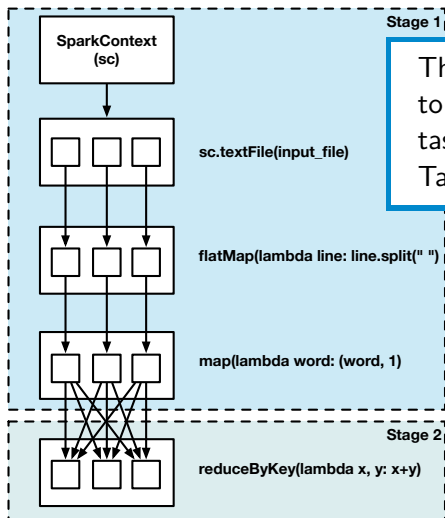 Stage 1
SparkContext
(sc)
to
sc.textFile(input_file)
flatMap(lambda line: line.split(" ")
map(lambda word: (word, 1)
Stage 2
reduceByKey(lambda x, y: x+y)